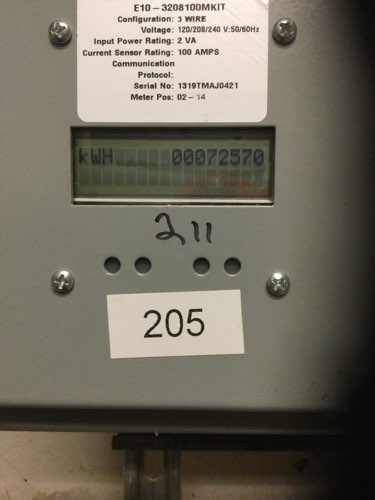 E10-3208100MKIT
Configuration: 3 WIRE
Voltage: 120/208/240 V:50/60Hz
Input Power Rating: 2 VA
Current Sensor Rating: 100 AMPS
Communication
Protocol:
Serial No: 1319TMAJ0421
Meter Pos: 02-14
kWH 00072570
211
205